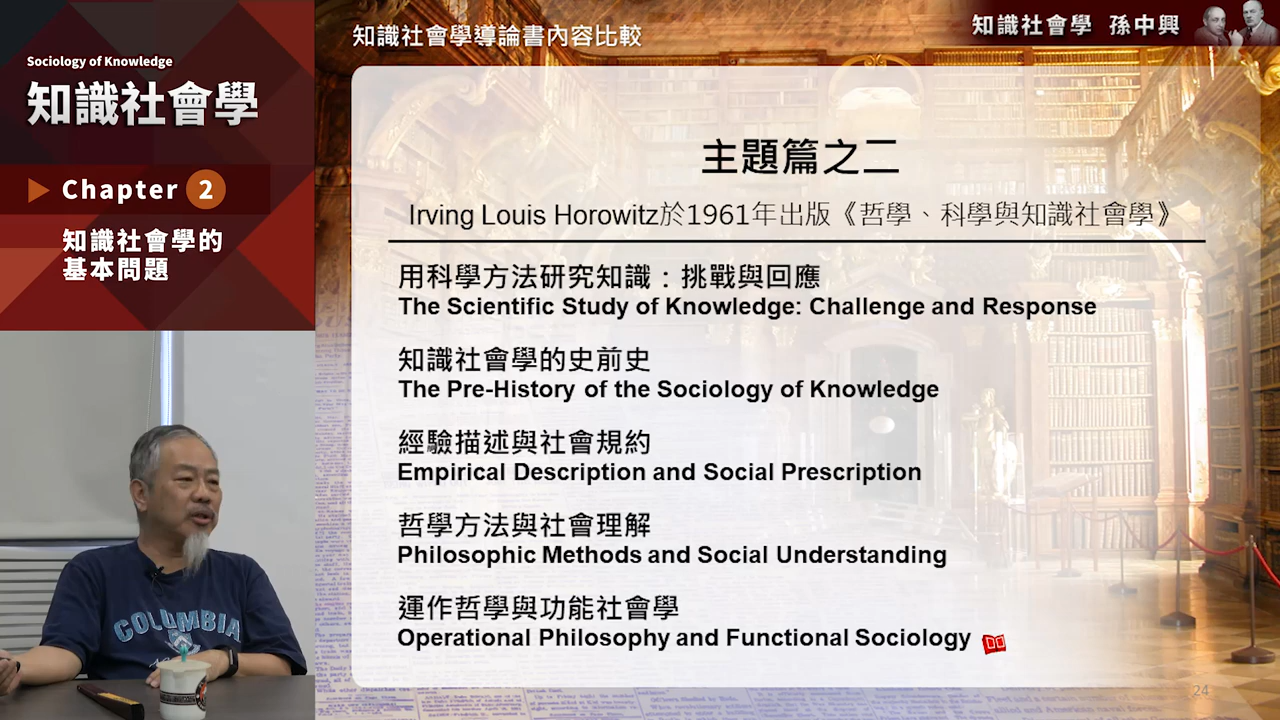 Sociology of Knowledge
知識社會學
Chapter 2
知識社會學的
基本問題
知識社會學導論書內容比較
知識社會學 孫中興
主題篇之二
Irving Louis Horowitz於1961年出版《哲學、科學與知識社會學》
用科學方法研究知識：挑戰與回應
The Scientific Study of Knowledge: Challenge and Response
知識社會學的史前史
The Pre-History of the Sociology of Knowledge
經驗描述與社會規約
Empirical Description and Social Prescription
哲學方法與社會理解
Philosophic Methods and Social Understanding
運作哲學與功能社會學
Operational Philosophy and Functional Sociology
24
COLUMBIA